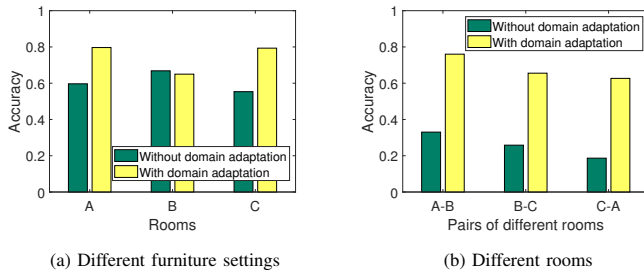 1
0.8
0.6
0.4
0.2
0
Accuracy
Without domain adaptation
With domain adaptation
A B C
Rooms
(a) Different furniture settings
1
0.8
0.6
0.4
0.2
0
Accuracy
Without domain adaptation
With domain adaptation
A-B B-C C-A
Pairs of different rooms
(b) Different rooms